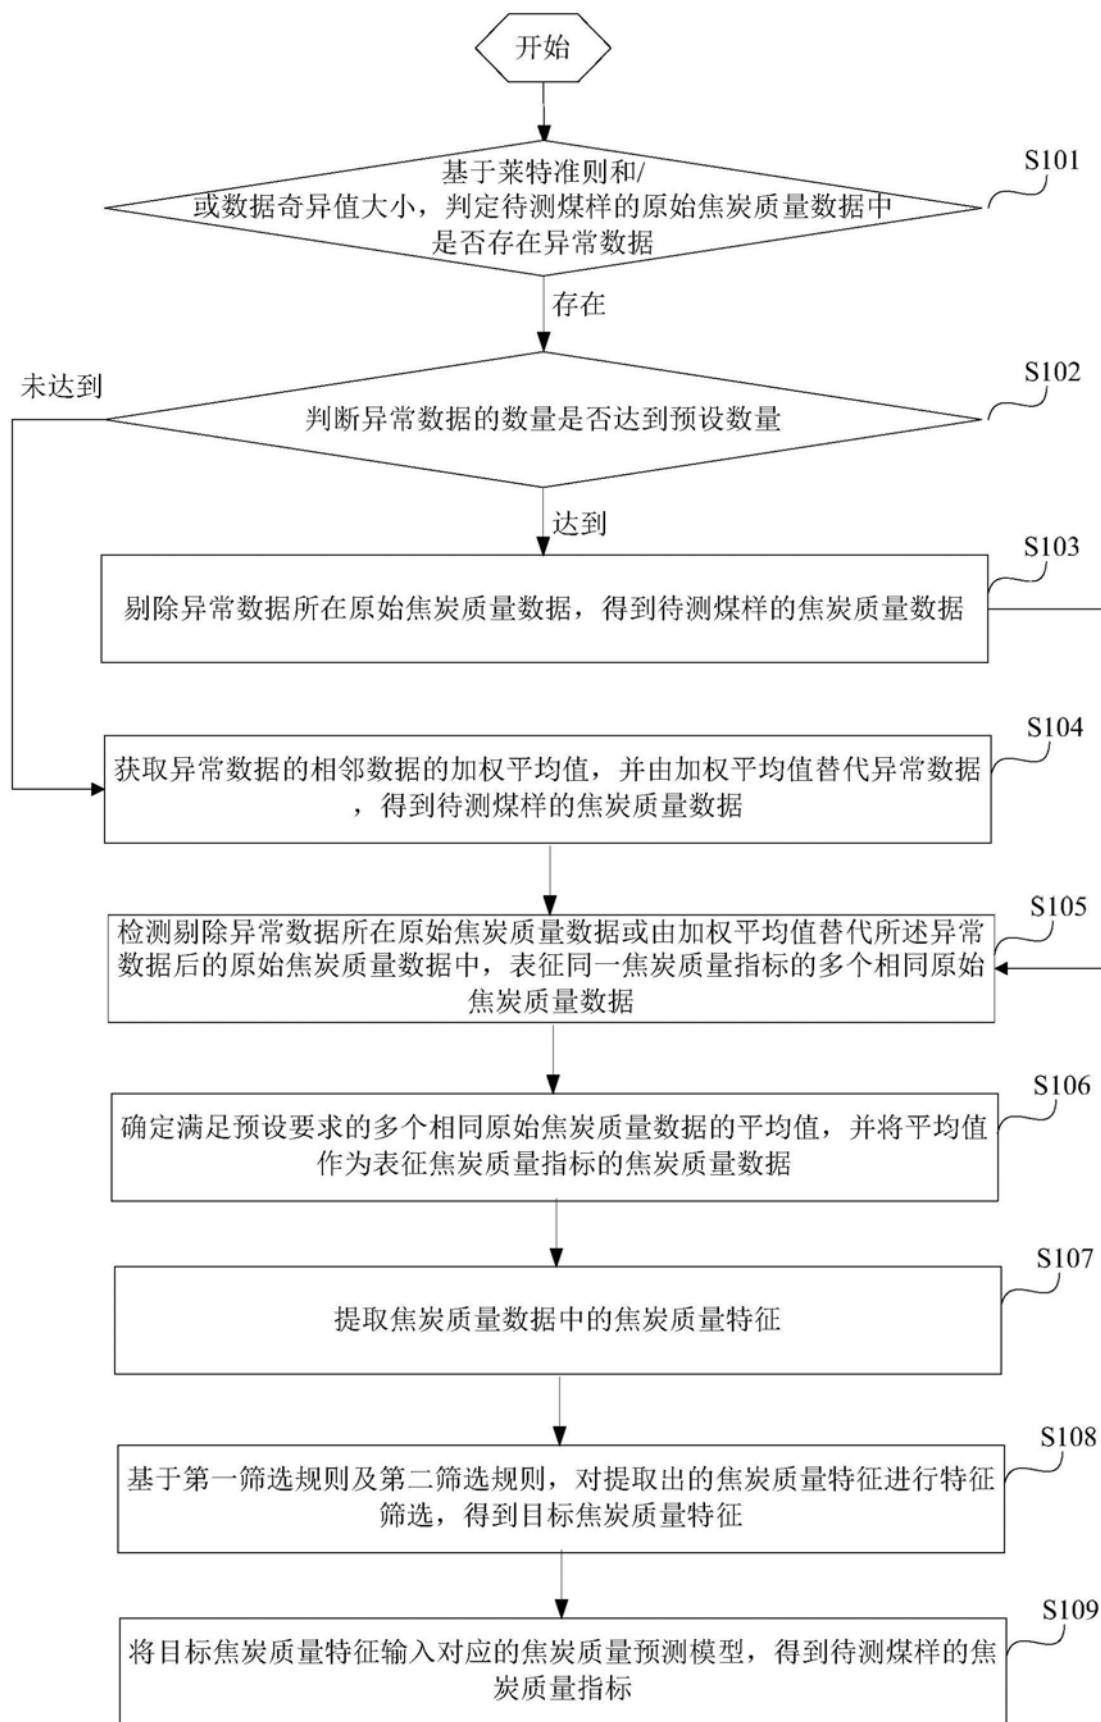 开始
S101
基于莱特准则和/
或数据奇异值大小，判定待测煤样的原始焦炭质量数据中
是否存在异常数据
存在
S102
未达到
判断异常数据的数量是否达到预设数量
达到
S103
剔除异常数据所在原始焦炭质量数据，得到待测煤样的焦炭质量数据
S104
获取异常数据的相邻数据的加权平均值，并由加权平均值替代异常数据
，得到待测煤样的焦炭质量数据
S105
检测剔除异常数据所在原始焦炭质量数据或由加权平均值替代所述异常
数据后的原始焦炭质量数据中，表征同一焦炭质量指标的多个相同原始
焦炭质量数据
S106
确定满足预设要求的多个相同原始焦炭质量数据的平均值，并将平均值
作为表征焦炭质量指标的焦炭质量数据
S107
提取焦炭质量数据中的焦炭质量特征
S108
基于第一筛选规则及第二筛选规则，对提取出的焦炭质量特征进行特征
筛选，得到目标焦炭质量特征
S109
将目标焦炭质量特征输入对应的焦炭质量预测模型，得到待测煤样的焦
炭质量指标